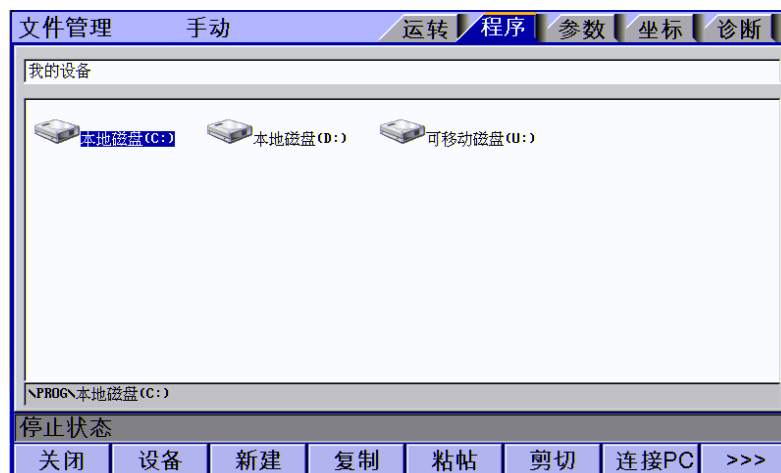 文件管理 手动 运转 程序 参数 坐标 诊断
我的设备
本地磁盘(C:) 本地磁盘(D:) 可移动磁盘(U:)
\PROG\本地磁盘(C:)
停止状态
关闭 设备 新建 复制 粘帖 剪切 连接PC >>>